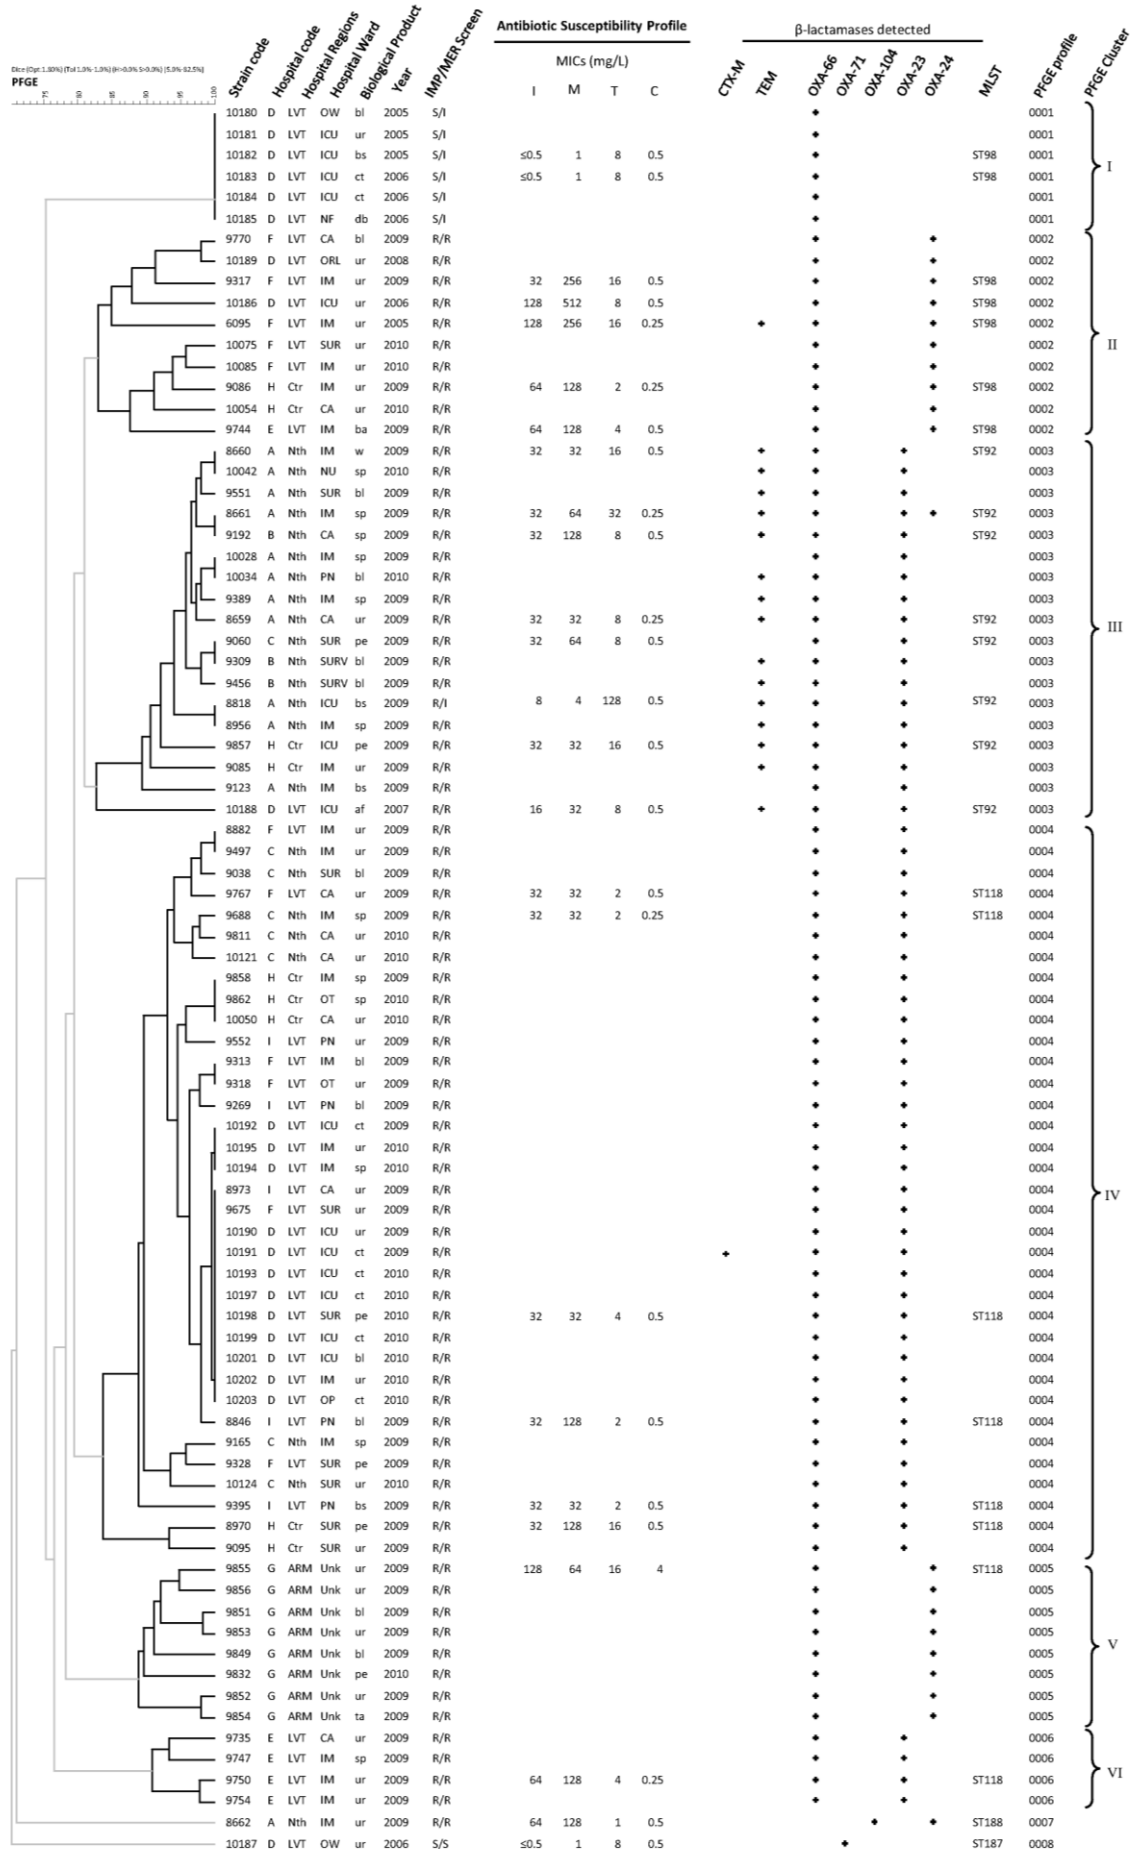 Dice (Opt:1.80%) (Tol 1.0%-1.0%) (H>0.0% S>0.0%) [5.0%-92.5%]
PFGE
75 80 85 90 95 100
Strain code Hospital code Hospital Regions Hospital Ward Biological Product Year IMP/MER Screen
Antibiotic Susceptibility Profile
MICs (mg/L)
I M T C
β-lactamases detected
CTX-M TEM OXA-66 OXA-71 OXA-104 OXA-23 OXA-24 MLST PFGE profile PFGE Cluster
10180 D LVT OW bl 2005 S/I + 0001
10181 D LVT ICU ur 2005 S/I + 0001
10182 D LVT ICU bs 2005 S/I ≤0.5 1 8 0.5 + ST98 0001
I
10183 D LVT ICU ct 2006 S/I ≤0.5 1 8 0.5 + ST98 0001
10184 D LVT ICU ct 2006 S/I + 0001
10185 D LVT NF db 2006 S/I + 0001
9770 F LVT CA bl 2009 R/R + + 0002
10189 D LVT ORL ur 2008 R/R + + 0002
9317 F LVT IM ur 2009 R/R 32 256 16 0.5 + + ST98 0002
10186 D LVT ICU ur 2006 R/R 128 512 8 0.5 + + ST98 0002
6095 F LVT IM ur 2005 R/R 128 256 16 0.25 + + + ST98 0002
10075 F LVT SUR ur 2010 R/R + + 0002
II
10085 F LVT IM ur 2010 R/R + + 0002
9086 H Ctr IM ur 2009 R/R 64 128 2 0.25 + + ST98 0002
10054 H Ctr CA ur 2010 R/R + + 0002
9744 E LVT IM ba 2009 R/R 64 128 4 0.5 + + ST98 0002
8660 A Nth IM w 2009 R/R 32 32 16 0.5 + + + ST92 0003
10042 A Nth NU sp 2010 R/R + + + 0003
9551 A Nth SUR bl 2009 R/R + + + 0003
8661 A Nth IM sp 2009 R/R 32 64 32 0.25 + + + + ST92 0003
9192 B Nth CA sp 2009 R/R 32 128 8 0.5 + + + ST92 0003
10028 A Nth IM sp 2009 R/R + + 0003
10034 A Nth PN bl 2010 R/R + + + 0003
9389 A Nth IM sp 2009 R/R + + + 0003
8659 A Nth CA ur 2009 R/R 32 32 8 0.25 + + + ST92 0003
III
9060 C Nth SUR pe 2009 R/R 32 64 8 0.5 + + ST92 0003
9309 B Nth SURV bl 2009 R/R + + + 0003
9456 B Nth SURV bl 2009 R/R + + + 0003
8818 A Nth ICU bs 2009 R/I 8 4 128 0.5 + + + ST92 0003
8956 A Nth IM sp 2009 R/R + + + 0003
9857 H Ctr ICU pe 2009 R/R 32 32 16 0.5 + + + ST92 0003
9085 H Ctr IM ur 2009 R/R + + + 0003
9123 A Nth IM bs 2009 R/R + + 0003
10188 D LVT ICU af 2007 R/R 16 32 8 0.5 + + + ST92 0003
8882 F LVT IM ur 2009 R/R + + 0004
9497 C Nth IM ur 2009 R/R + + 0004
9038 C Nth SUR bl 2009 R/R + + 0004
9767 F LVT CA ur 2009 R/R 32 32 2 0.5 + + ST118 0004
9688 C Nth IM sp 2009 R/R 32 32 2 0.25 + + ST118 0004
9811 C Nth CA ur 2010 R/R + + 0004
10121 C Nth CA ur 2010 R/R + + 0004
9858 H Ctr IM sp 2009 R/R + + 0004
9862 H Ctr OT sp 2010 R/R + + 0004
10050 H Ctr CA ur 2010 R/R + + 0004
9552 I LVT PN ur 2009 R/R + + 0004
9313 F LVT IM bl 2009 R/R + + 0004
9318 F LVT OT ur 2009 R/R + + 0004
9269 I LVT PN bl 2009 R/R + + 0004
10192 D LVT ICU ct 2009 R/R + + 0004
10195 D LVT IM ur 2010 R/R + + 0004
10194 D LVT IM sp 2010 R/R + + 0004
8973 I LVT CA ur 2009 R/R + + 0004
IV
9675 F LVT SUR ur 2009 R/R + + 0004
10190 D LVT ICU ur 2009 R/R + + 0004
10191 D LVT ICU ct 2009 R/R + + + 0004
10193 D LVT ICU ct 2010 R/R + + 0004
10197 D LVT ICU ct 2010 R/R + + 0004
10198 D LVT SUR pe 2010 R/R 32 32 4 0.5 + + ST118 0004
10199 D LVT ICU ct 2010 R/R + + 0004
10201 D LVT ICU bl 2010 R/R + + 0004
10202 D LVT IM ur 2010 R/R + + 0004
10203 D LVT OP ct 2010 R/R + + 0004
8846 I LVT PN bl 2009 R/R 32 128 2 0.5 + + ST118 0004
9165 C Nth IM sp 2009 R/R + + 0004
9328 F LVT SUR pe 2009 R/R + + 0004
10124 C Nth SUR ur 2010 R/R + + 0004
9395 I LVT PN bs 2009 R/R 32 32 2 0.5 + + ST118 0004
8970 H Ctr SUR pe 2009 R/R 32 128 16 0.5 + + ST118 0004
9095 H Ctr SUR ur 2009 R/R + + 0004
9855 G ARM Unk ur 2009 R/R 128 64 16 4 + + ST118 0005
9856 G ARM Unk ur 2009 R/R + + 0005
9851 G ARM Unk bl 2009 R/R + + 0005
9853 G ARM Unk ur 2009 R/R + + 0005
V
9849 G ARM Unk bl 2009 R/R + + 0005
9832 G ARM Unk pe 2010 R/R + + 0005
9852 G ARM Unk ur 2009 R/R + + 0005
9854 G ARM Unk ta 2009 R/R + + 0005
9735 E LVT CA ur 2009 R/R + + 0006
9747 E LVT IM sp 2009 R/R + + 0006
VI
9750 E LVT IM ur 2009 R/R 64 128 4 0.25 + + ST118 0006
9754 E LVT IM ur 2009 R/R + + 0006
8662 A Nth IM ur 2009 R/R 64 128 1 0.5 + + ST188 0007
10187 D LVT OW ur 2006 S/S ≤0.5 1 8 0.5 + ST187 0008